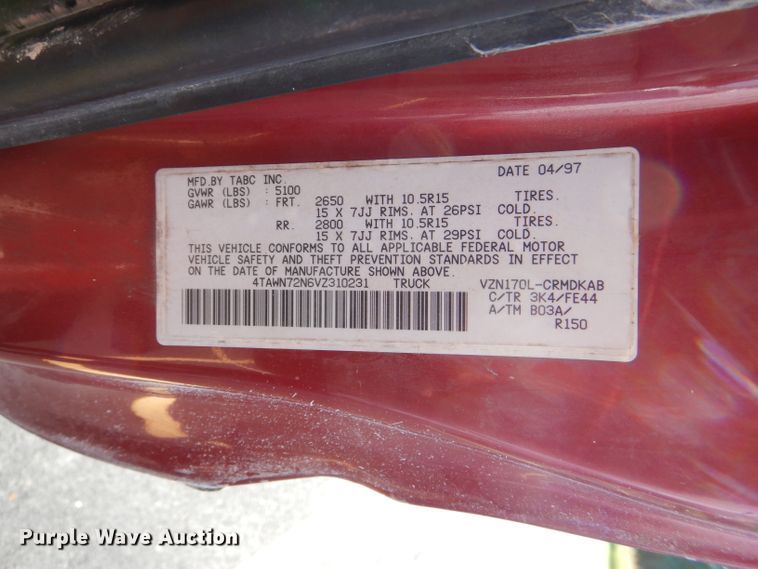 MFD.BY TABC INC. DATE 04/97
GVWR (LBS) : 5100
GAWR (LBS) : FRT. 2650 WITH 10.5R15 TIRES.
15 X 7JJ RIMS. AT 26PSI COLD.
RR. 2800 WITH 10.5R15 TIRES.
15 X 7JJ RIMS. AT 29PSI COLD.
THIS VEHICLE CONFORMS TO ALL APPLICABLE FEDERAL MOTOR
VEHICLE SAFETY AND THEFT PREVENTION STANDARDS IN EFFECT
ON THE DATE OF MANUFACTURE SHOWN ABOVE.
4TAWN72N6VZ310231 TRUCK VZN170L-CRMDKAB
C/TR 3K4/FE44
A/TM B03A/
R150
Purple Wave Auction